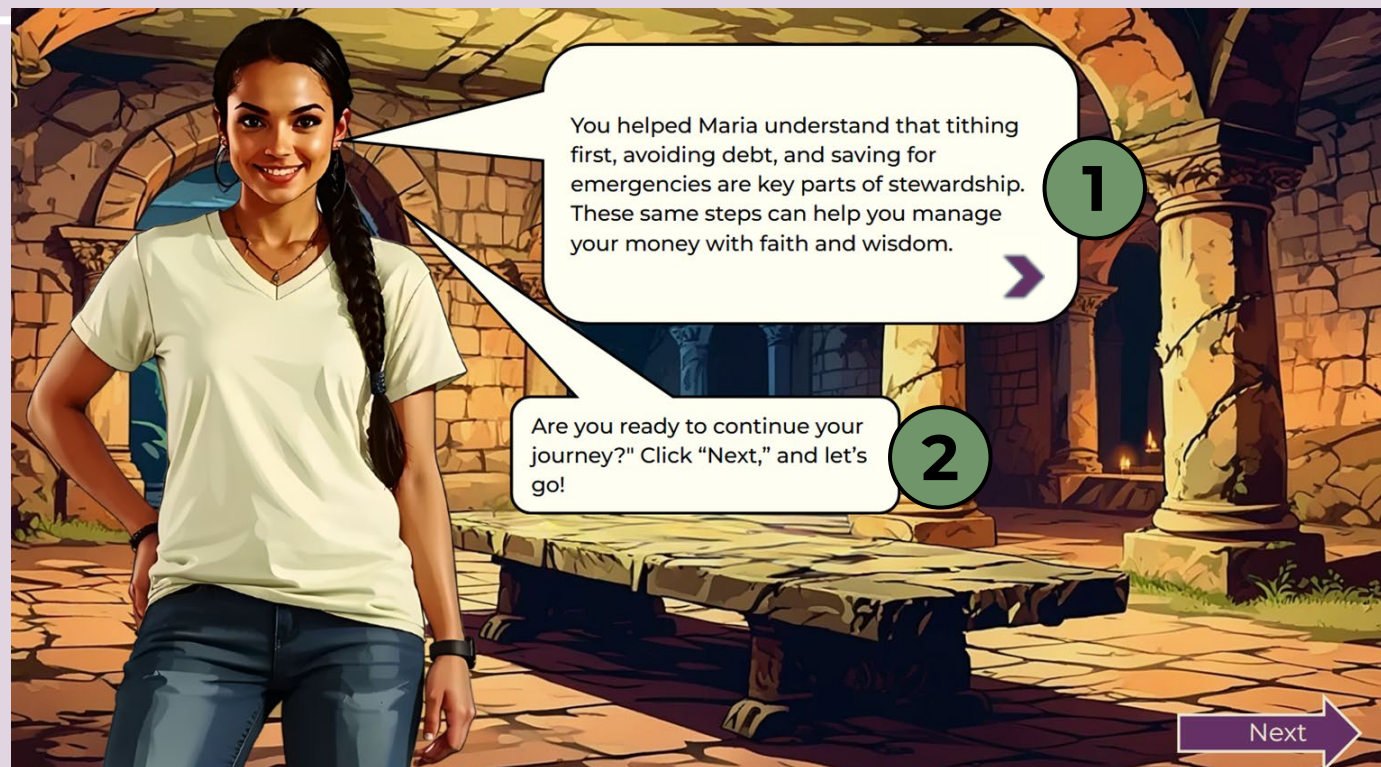 You helped Maria understand that tithing
first, avoiding debt, and saving for
emergencies are key parts of stewardship.
These same steps can help you manage
your money with faith and wisdom.
1
Are you ready to continue your
journey?" Click “Next,” and let’s
go!
2
Next